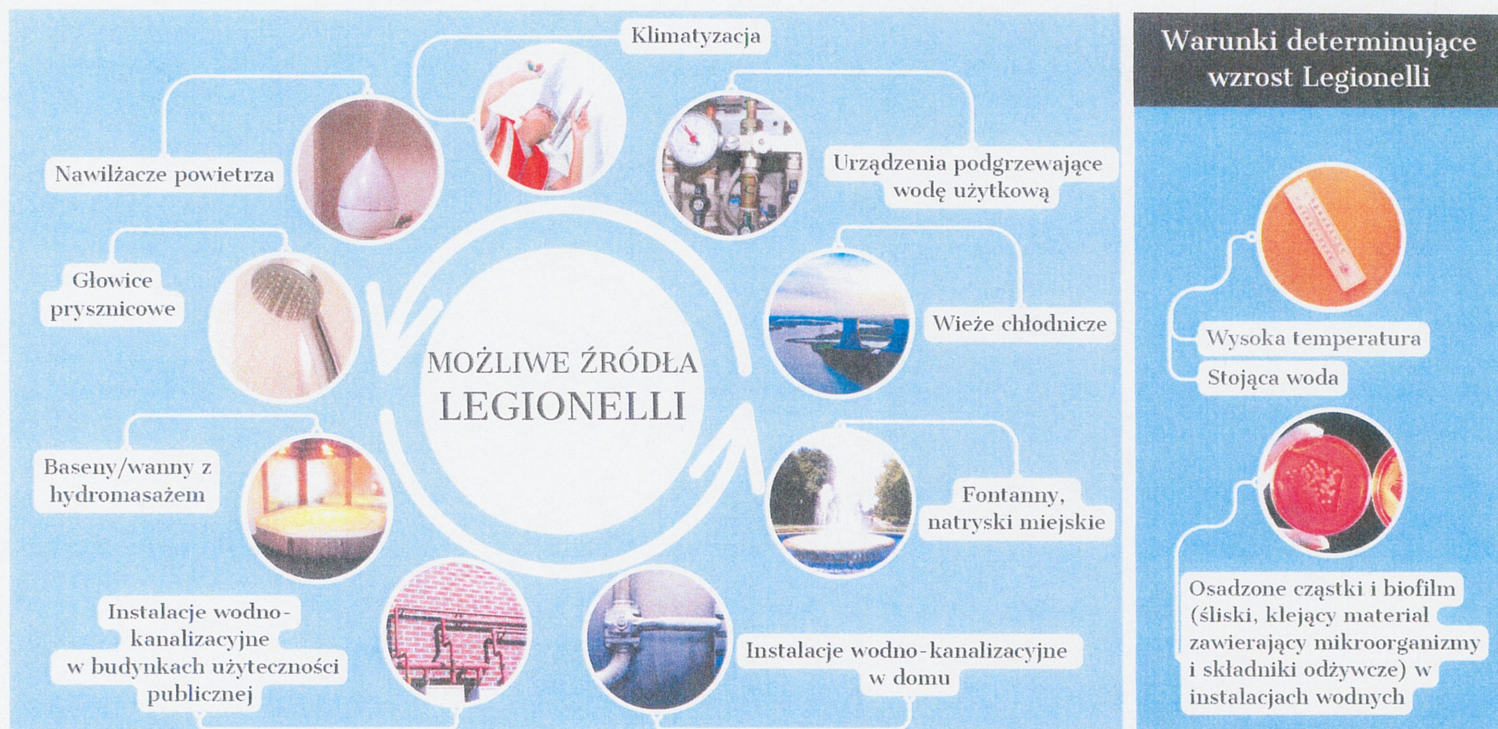 Klimatyzacja
Nawilżacze powietrza
Urządzenia podgrzewające
wodę użytkową
Głowice
prysznicowe
Wieże chłodnicze
MOŻLIWE ŹRÓDŁA
LEGIONELLI
Baseny/wanny z
hydromasażem
Fontanny,
natryski miejskie
Instalacje wodno-
kanalizacyjne
w budynkach użyteczności
publicznej
Instalacje wodno-kanalizacyjne
w domu
Warunki determinujące
wzrost Legionelli
Wysoka temperatura
Stojąca woda
Osadzone cząstki i biofilm
(śliski, klejący materiał
zawierający mikroorganizmy
i składniki odżywcze) w
instalacjach wodnych